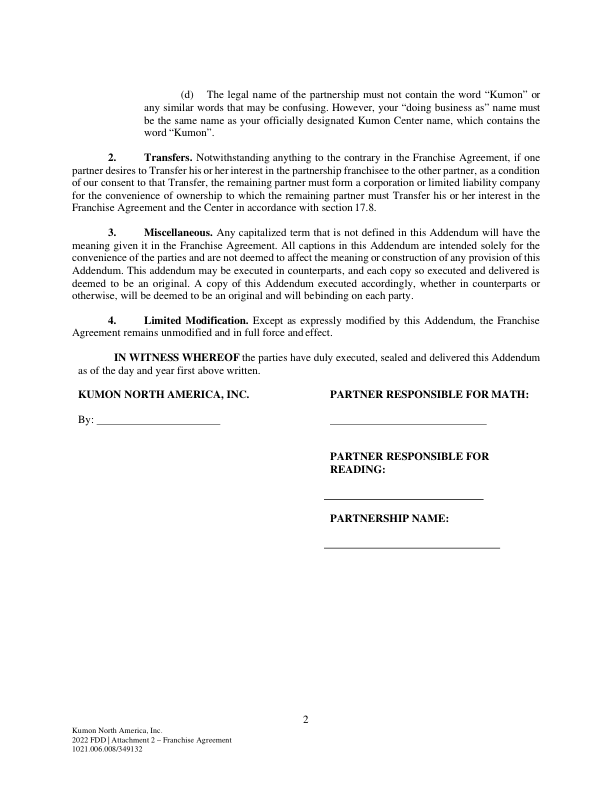 (d) The legal name of the partnership must not contain the word “Kumon” or
any similar words that may be confusing. However, your “doing business as” name must
be the same name as your officially designated Kumon Center name, which contains the
word “Kumon”.
2. Transfers. Notwithstanding anything to the contrary in the Franchise Agreement, if one
partner desires to Transfer his or her interest in the partnership franchisee to the other partner, as a condition
of our consent to that Transfer, the remaining partner must form a corporation or limited liability company
for the convenience of ownership to which the remaining partner must Transfer his or her interest in the
Franchise Agreement and the Center in accordance with section 17.8.
3. Miscellaneous. Any capitalized term that is not defined in this Addendum will have the
meaning given it in the Franchise Agreement. All captions in this Addendum are intended solely for the
convenience of the parties and are not deemed to affect the meaning or construction of any provision of this
Addendum. This addendum may be executed in counterparts, and each copy so executed and delivered is
deemed to be an original. A copy of this Addendum executed accordingly, whether in counterparts or
otherwise, will be deemed to be an original and will be binding on each party.
4. Limited Modification. Except as expressly modified by this Addendum, the Franchise
Agreement remains unmodified and in full force and effect.
IN WITNESS WHEREOF the parties have duly executed, sealed and delivered this Addendum
as of the day and year first above written.
KUMON NORTH AMERICA, INC.
By: ______________________
PARTNER RESPONSIBLE FOR MATH:
____________________________
PARTNER RESPONSIBLE FOR
READING:
PARTNERSHIP NAME:
2
Kumon North America, Inc.
2022 FDD | Attachment 2 – Franchise Agreement
1021.006.008/349132